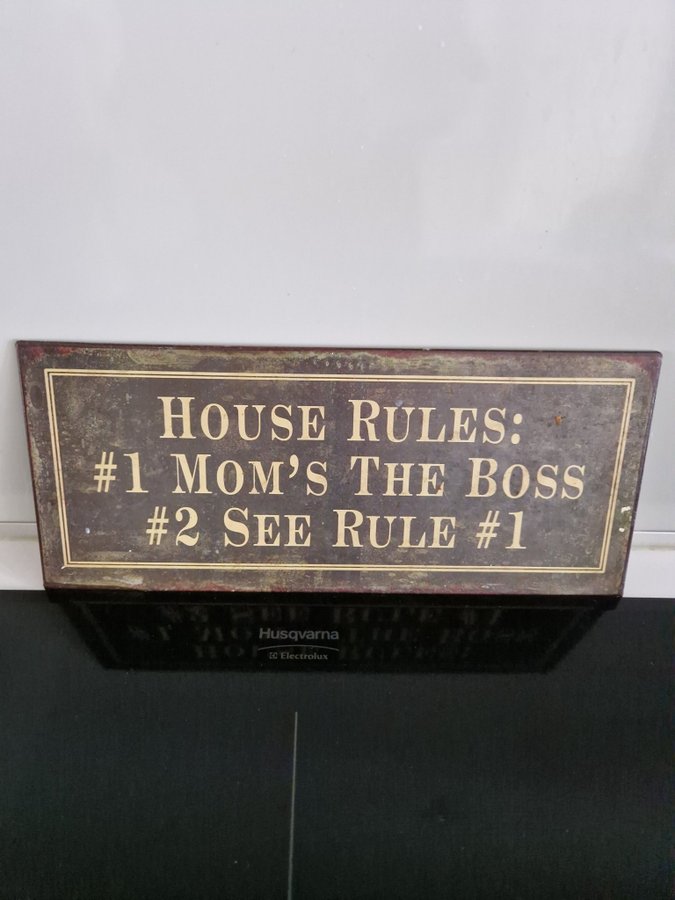 HOUSE RULES:
#1 MOM'S THE BOSS
#2 SEE RULE #1
Husqvarna
Electrolux